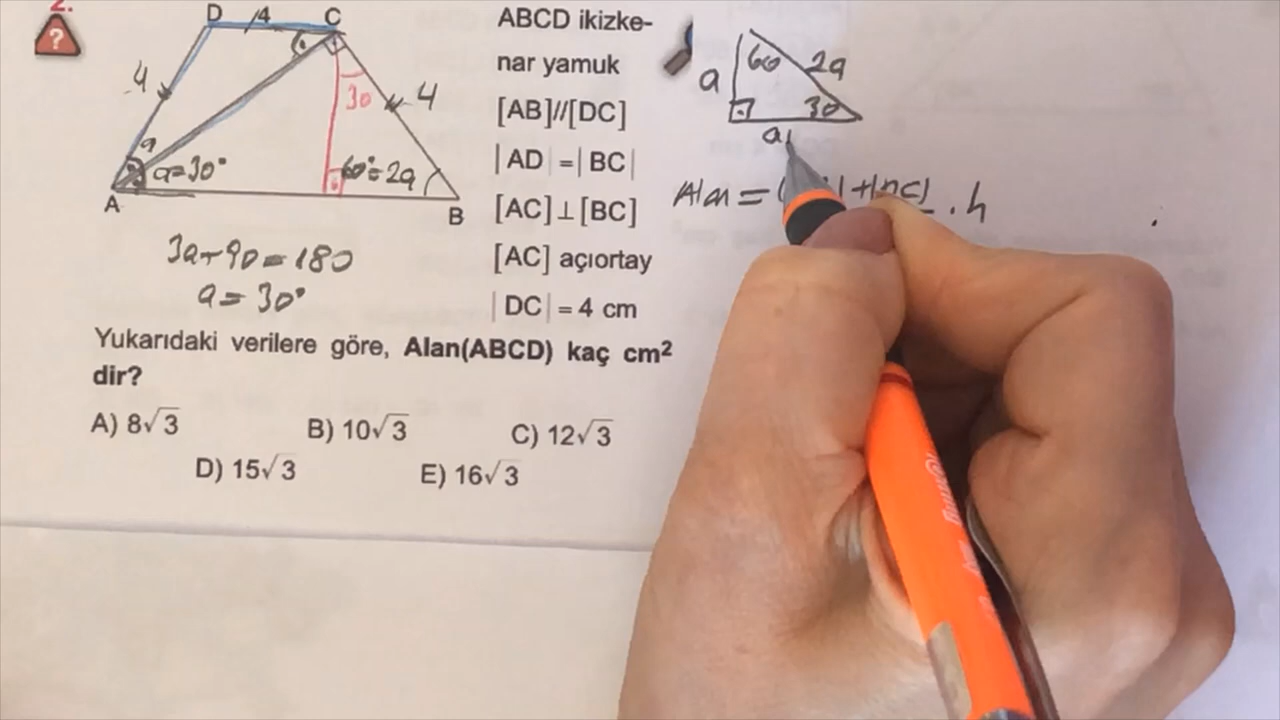 2.
?
D 4 C
4 4
30
a
a=30° 60°=2a
A B
3a+90=180
a=30°
ABCD ikizke-
nar yamuk
[AB]//[DC]
|AD|=|BC|
[AC]⊥[BC]
[AC] açıortay
|DC|= 4 cm
Yukarıdaki verilere göre, Alan(ABCD) kaç cm²
dir?
A) 8√3 B) 10√3 C) 12√3
D) 15√3 E) 16√3
60 2a
a 30
a
Alan = +|DC|) . h